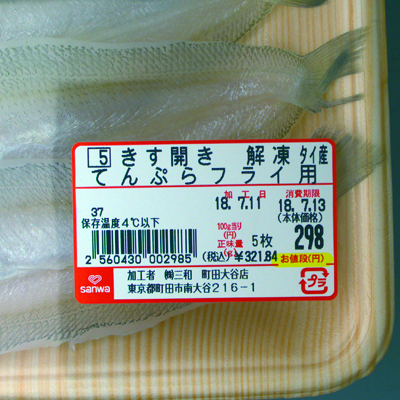 5 きす開き 解凍 タイ産
てんぷらフライ用
加工日 消費期限
18.7.11 18.7.13
37 (本体価格)
保存温度4℃以下
100g当り
(円)
正味量 5枚 298
(g)
(税込) ¥321.84 お値段(円)
2 560430 002985
sanwa
加工者 ㈱三和 町田大谷店
東京都町田市南大谷216-1
プラ